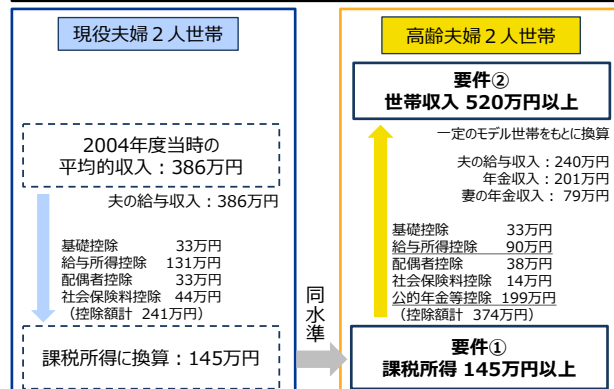 現役夫婦２人世帯
2004年度当時の
平均的収入：386万円
夫の給与収入：386万円
基礎控除 33万円
給与所得控除 131万円
配偶者控除 33万円
社会保険料控除 44万円
（控除額計 241万円）
課税所得に換算：145万円
同水準
高齢夫婦２人世帯
要件②
世帯収入 520万円以上
一定のモデル世帯をもとに換算
夫の給与収入：240万円
年金収入：201万円
妻の年金収入：79万円
基礎控除 33万円
給与所得控除 90万円
配偶者控除 38万円
社会保険料控除 14万円
公的年金等控除 199万円
（控除額計 374万円）
要件①
課税所得 145万円以上